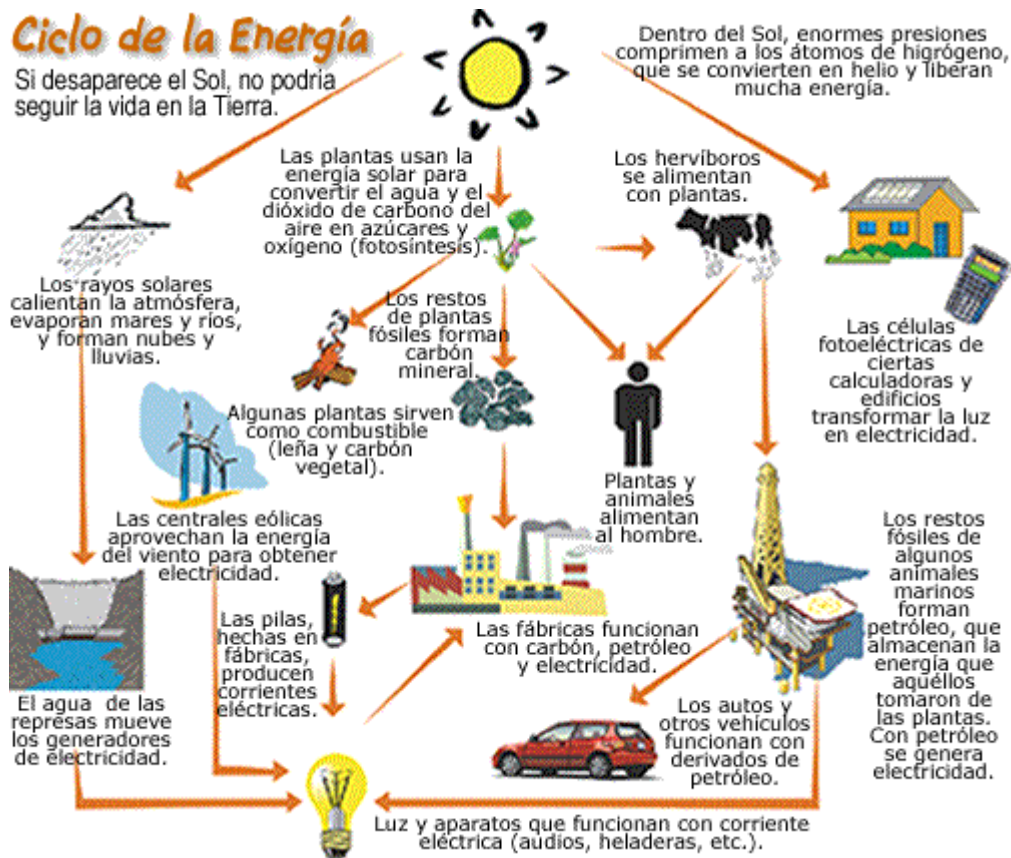 Ciclo de la Energía
Si desaparece el Sol, no podría
seguir la vida en la Tierra.
Dentro del Sol, enormes presiones
comprimen a los átomos de higrógeno,
que se convierten en helio y liberan
mucha energía.
Las plantas usan la
energía solar para
convertir el agua y el
dióxido de carbono del
aire en azúcares y
oxígeno (fotosíntesis).
Los hervíboros
se alimentan
con plantas.
Los rayos solares
calientan la atmósfera,
evaporan mares y ríos,
y forman nubes y
lluvias.
Los restos
de plantas
fósiles forman
carbón
mineral.
Las células
fotoeléctricas de
ciertas
calculadoras y
edificios
transformar la luz
en electricidad.
Algunas plantas sirven
como combustible
(leña y carbón
vegetal).
Plantas y
animales
alimentan
al hombre.
Las centrales eólicas
aprovechan la energía
del viento para obtener
electricidad.
Los restos
fósiles de
algunos
animales
marinos
forman
petróleo, que
almacenan la
energía que
aquéllos
tomaron de
las plantas.
Con petróleo
se genera
electricidad.
Las pilas,
hechas en
fábricas,
producen
corrientes
eléctricas.
Las fábricas funcionan
con carbón, petróleo
y electricidad.
El agua de las
represas mueve
los generadores
de electricidad.
Los autos y
otros vehículos
funcionan con
derivados de
petróleo.
Luz y aparatos que funcionan con corriente
eléctrica (audios, heladeras, etc.).